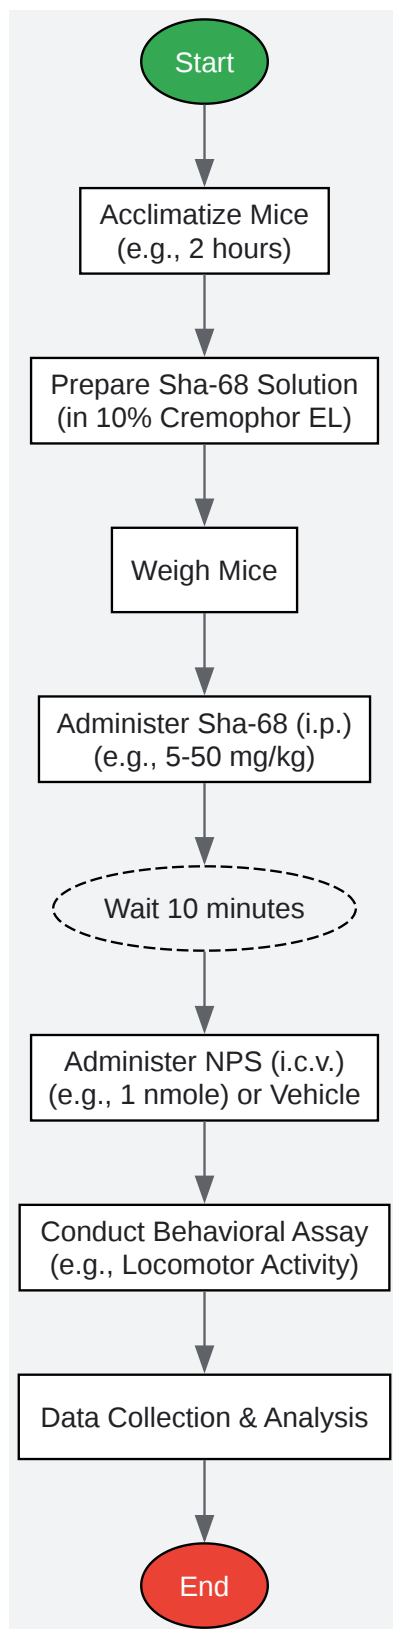 Start
Acclimatize Mice
(e.g., 2 hours)
Prepare Sha-68 Solution
(in 10% Cremophor EL)
Weigh Mice
Administer Sha-68 (i.p.)
(e.g., 5-50 mg/kg)
Wait 10 minutes
Administer NPS (i.c.v.)
(e.g., 1 nmole) or Vehicle
Conduct Behavioral Assay
(e.g., Locomotor Activity)
Data Collection & Analysis
End